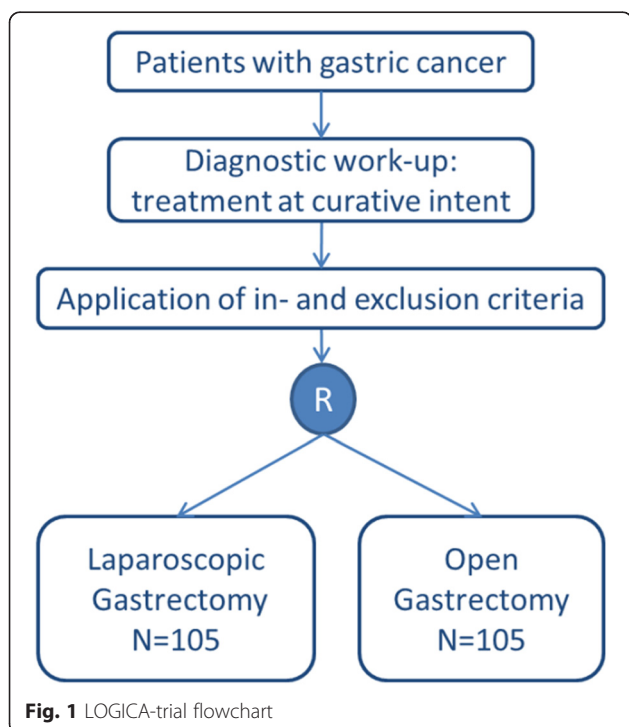 Patients with gastric cancer
Diagnostic work-up:
treatment at curative intent
Application of in- and exclusion criteria
R
Laparoscopic
Gastrectomy
N=105
Open
Gastrectomy
N=105
Fig. 1 LOGICA-trial flowchart